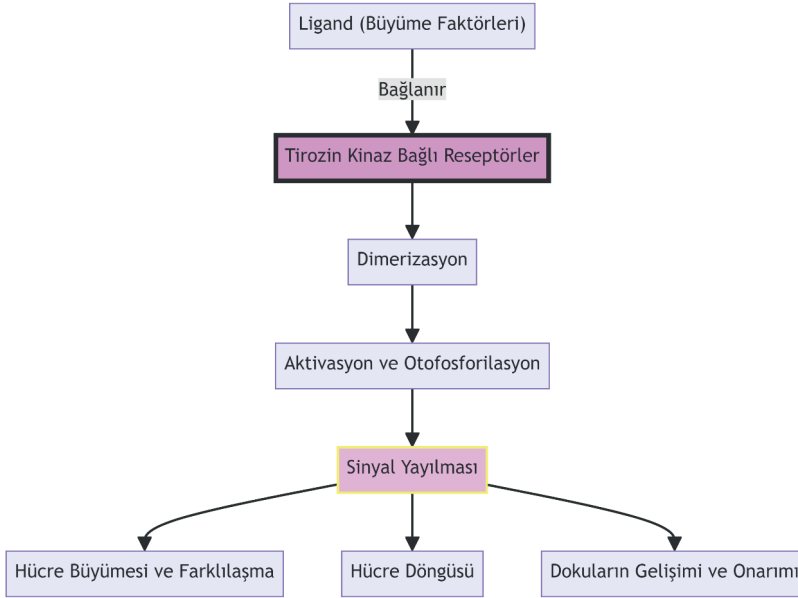 Ligand (Büyüme Faktörleri)
Bağlanır
Tirozin Kinaz Bağlı Reseptörler
Dimerizasyon
Aktivasyon ve Otofosforilasyon
Sinyal Yayılması
Hücre Büyümesi ve Farklılaşma
Hücre Döngüsü
Dokuların Gelişimi ve Onarımı